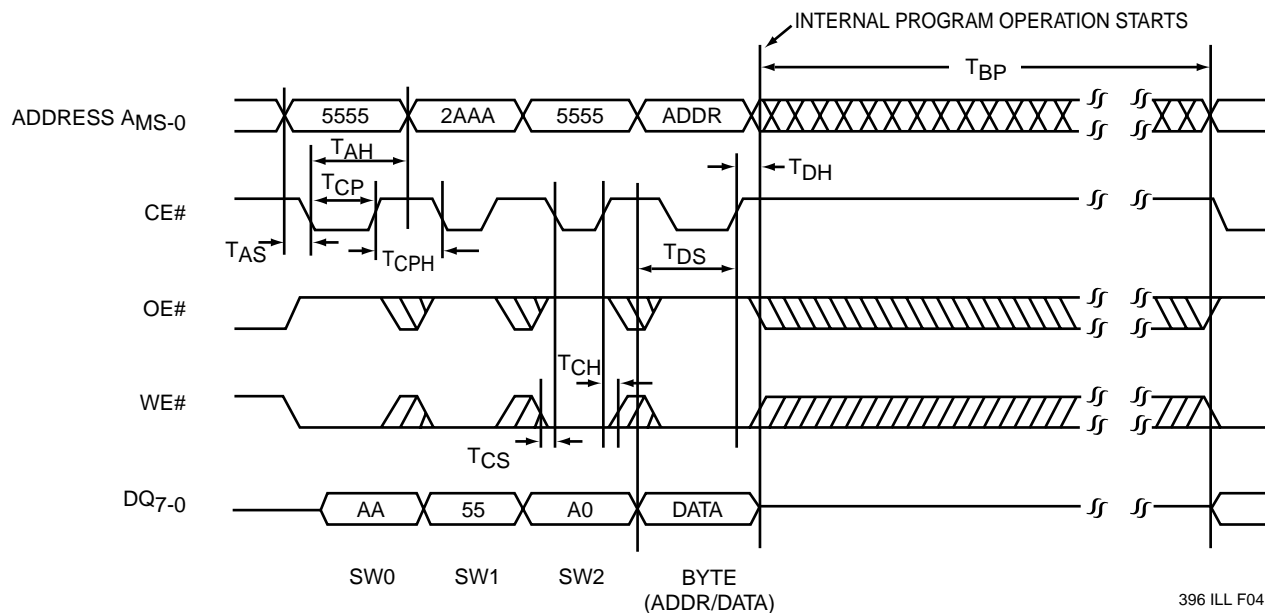 INTERNAL PROGRAM OPERATION STARTS
TBP
ADDRESS AMS-0
5555
2AAA
5555
ADDR
TAH
TDH
TCP
CE#
TAS
TCPH
TDS
OE#
TCH
WE#
TCS
DQ7-0
AA
55
A0
DATA
SW0
SW1
SW2
BYTE
(ADDR/DATA)
396 ILL F04